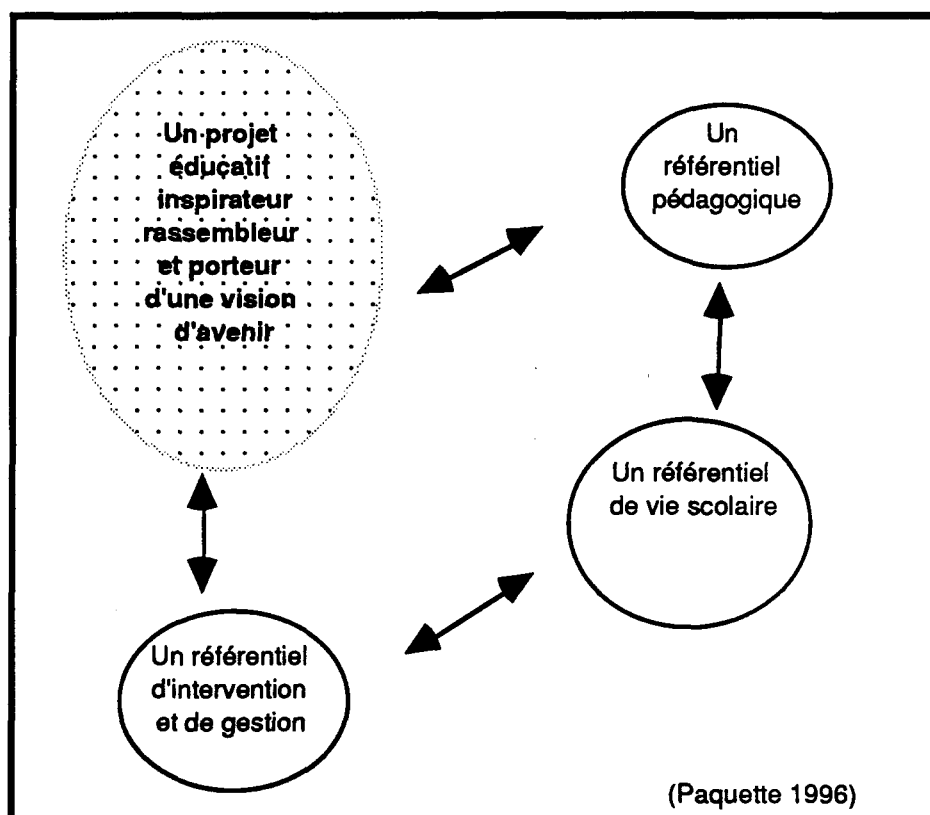 Un projet
éducatif
inspirateur
rassembleur
et porteur
d'une vision
d'avenir
Un
référentiel
pédagogique
Un référentiel
de vie scolaire
Un référentiel
d'intervention
et de gestion
(Paquette 1996)